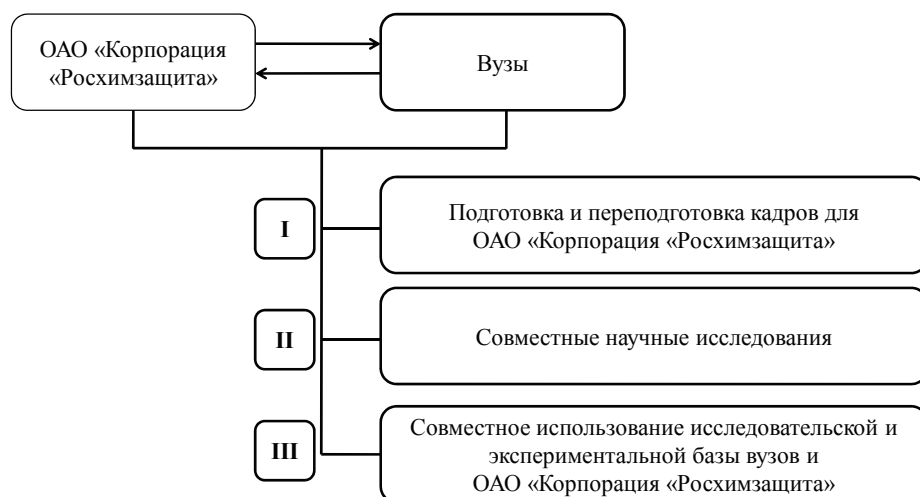 ОАО «Корпорация
«Росхимзащита»
Вузы
I
Подготовка и переподготовка кадров для
ОАО «Корпорация «Росхимзащита»
II
Совместные научные исследования
III
Совместное использование исследовательской и
экспериментальной базы вузов и
ОАО «Корпорация «Росхимзащита»